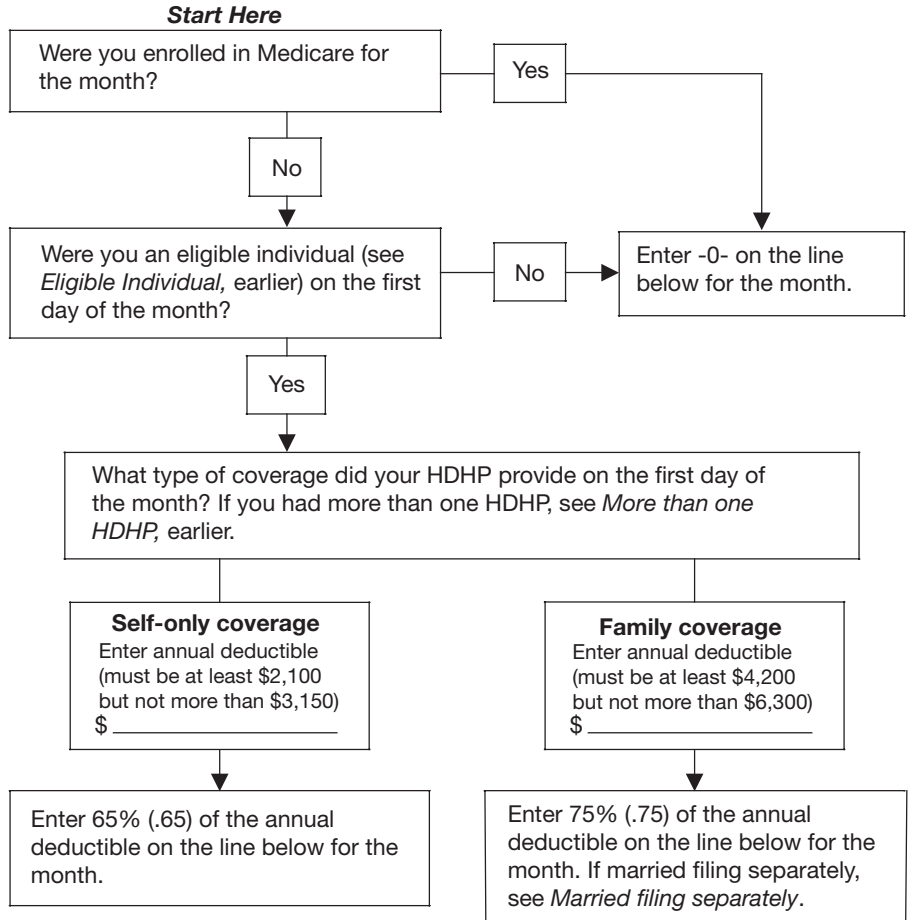 Start Here
Were you enrolled in Medicare for
the month?
Yes
No
Were you an eligible individual (see
Eligible Individual, earlier) on the first
day of the month?
No
Enter -0- on the line
below for the month.
Yes
What type of coverage did your HDHP provide on the first day of
the month? If you had more than one HDHP, see More than one
HDHP, earlier.
Self-only coverage
Enter annual deductible
(must be at least $2,100
but not more than $3,150)
$
Family coverage
Enter annual deductible
(must be at least $4,200
but not more than $6,300)
$
Enter 65% (.65) of the annual
deductible on the line below for the
month.
Enter 75% (.75) of the annual
deductible on the line below for the
month. If married filing separately,
see Married filing separately.